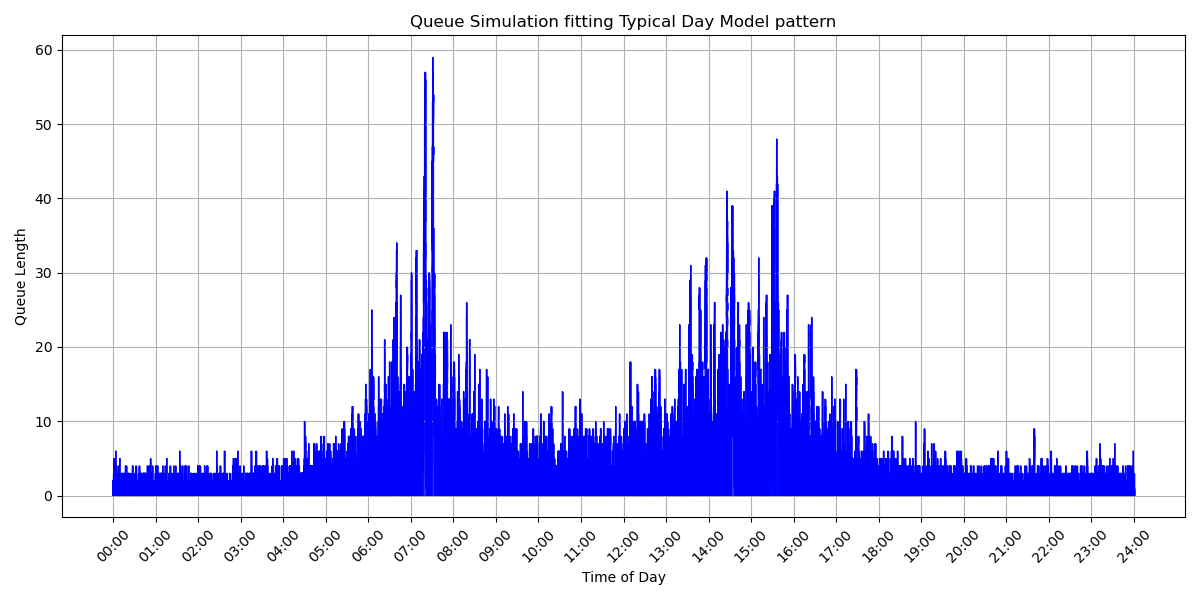 Queue Simulation fitting Typical Day Model pattern
60
50
40
30
20
10
0
Queue Length
00:00 01:00 02:00 03:00 04:00 05:00 06:00 07:00 08:00 09:00 10:00 11:00 12:00 13:00 14:00 15:00 16:00 17:00 18:00 19:00 20:00 21:00 22:00 23:00 24:00
Time of Day